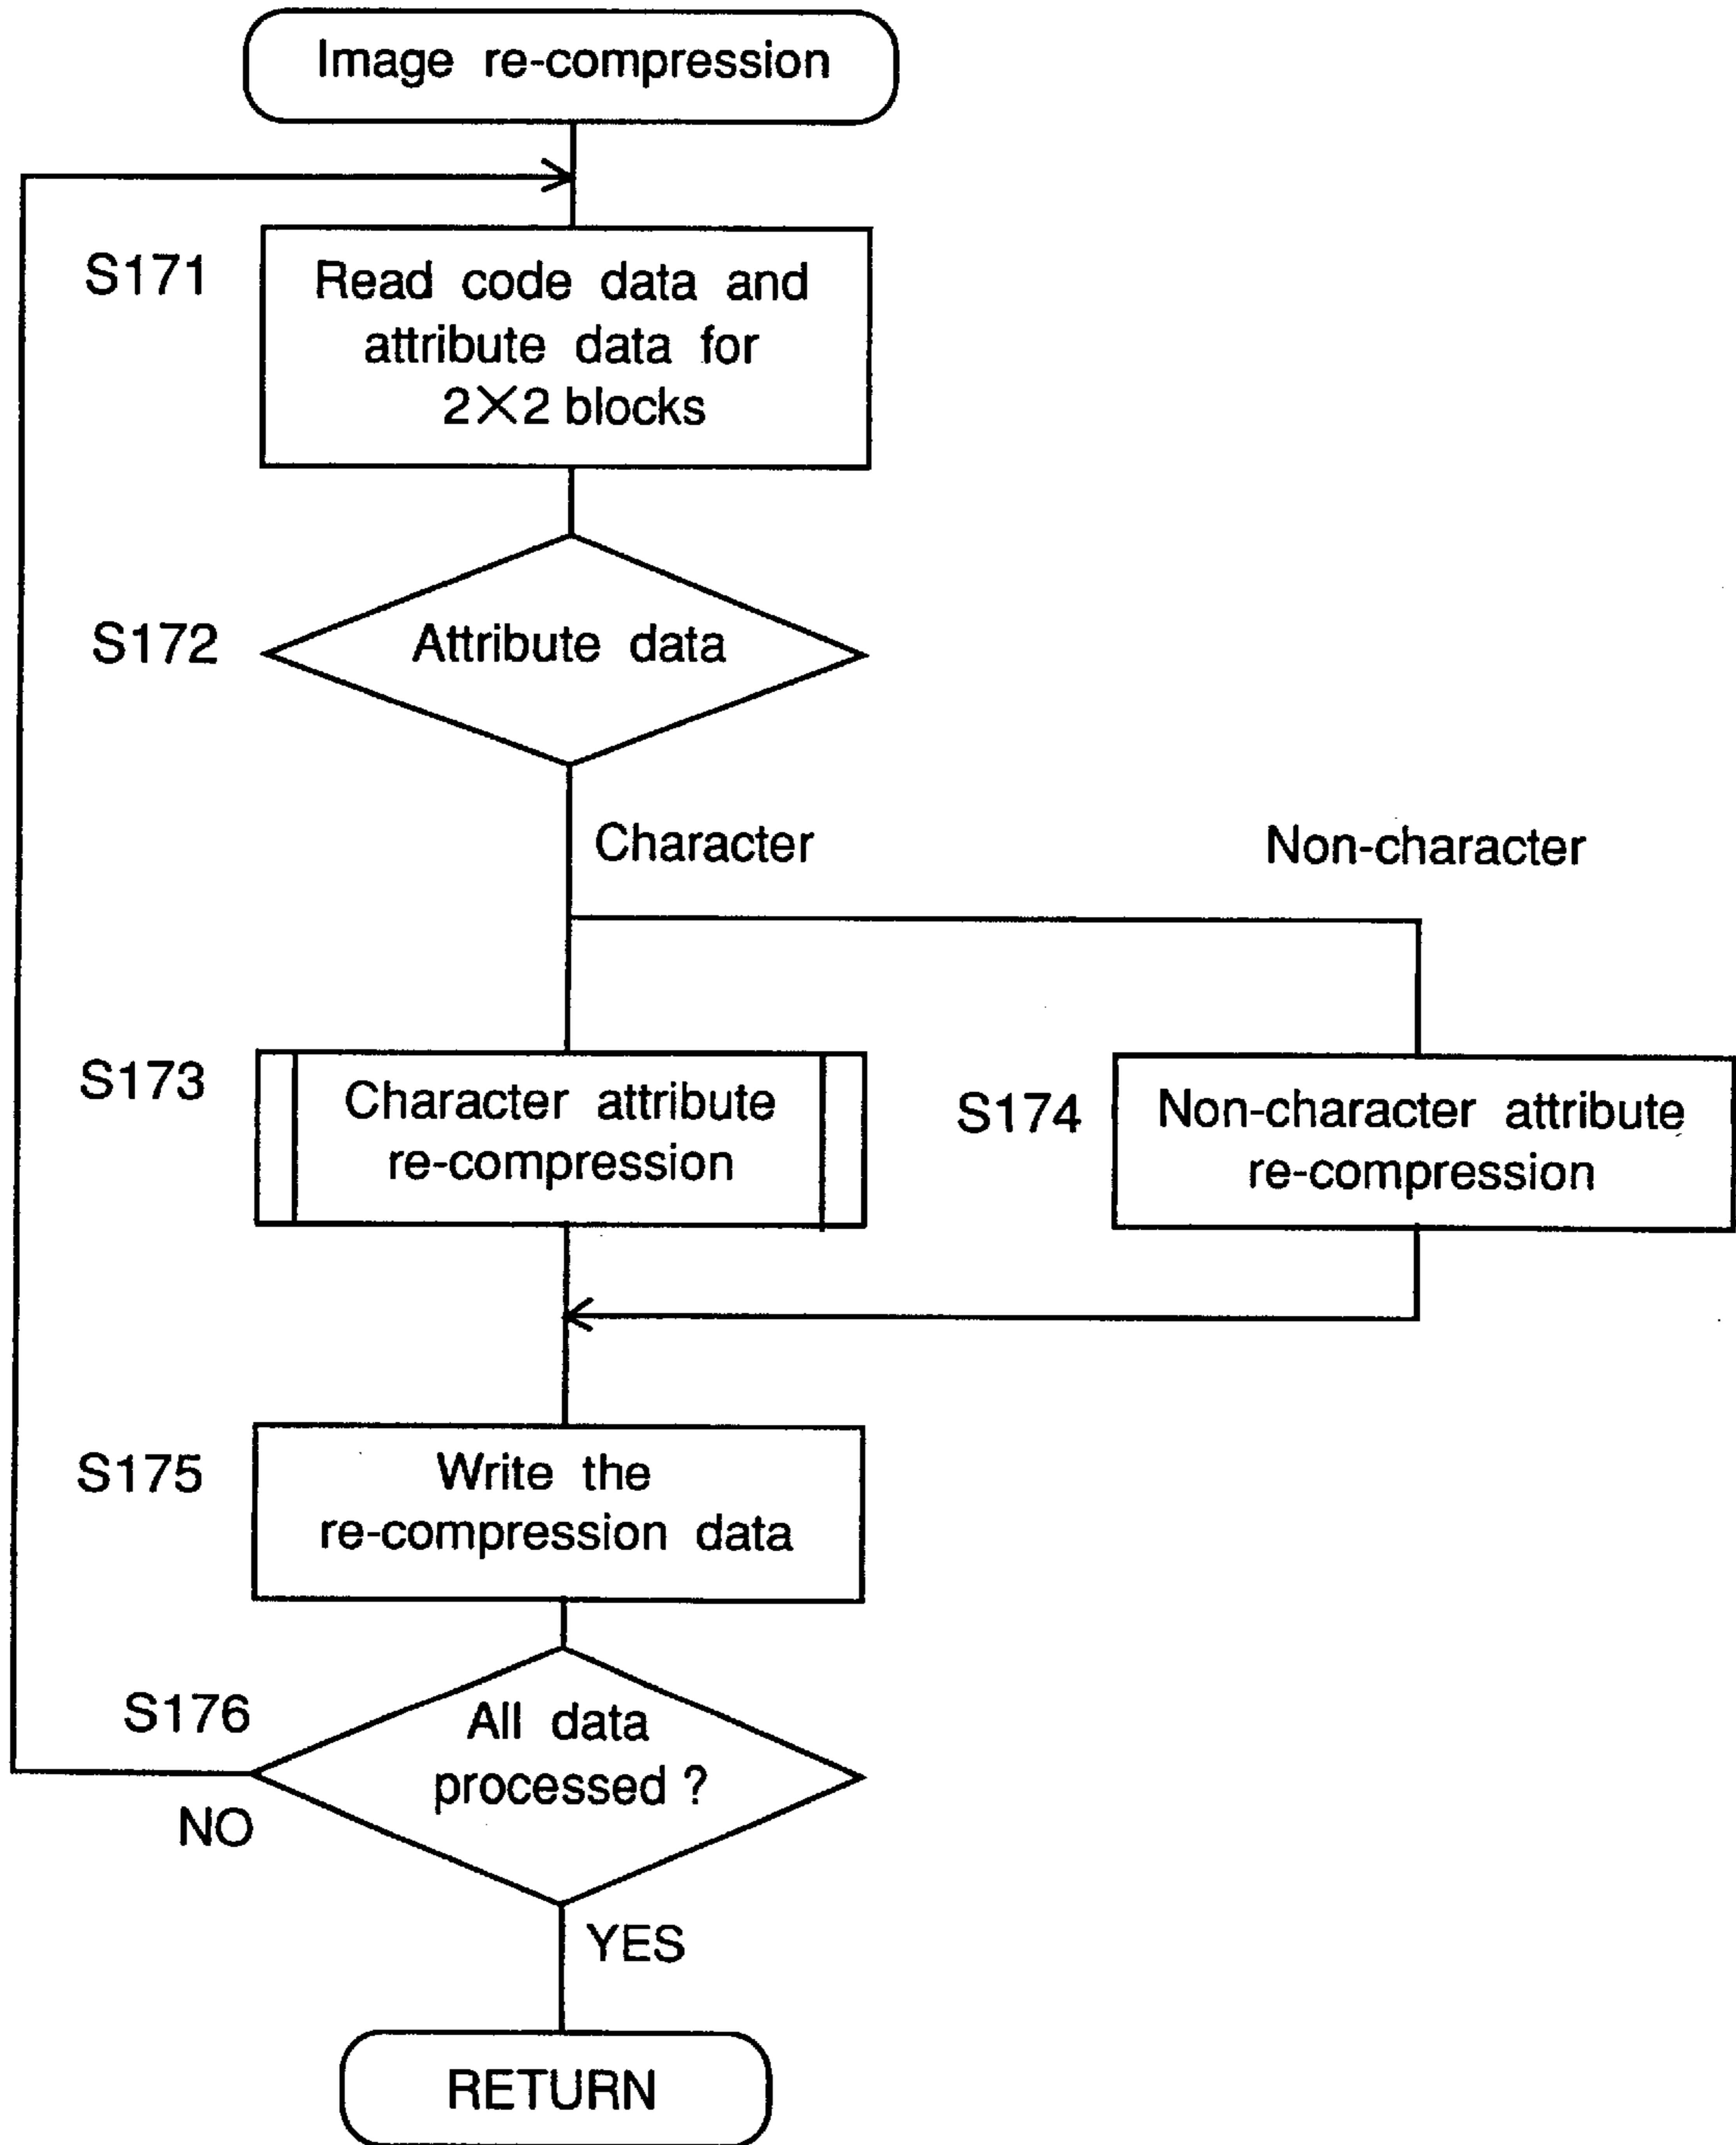 Image re-compression
S171
Read code data and
attribute data for
2×2 blocks
S172
Attribute data
Character
Non-character
S173
Character attribute
re-compression
S174
Non-character attribute
re-compression
S175
Write the
re-compression data
S176
All data
processed ?
NO
YES
RETURN